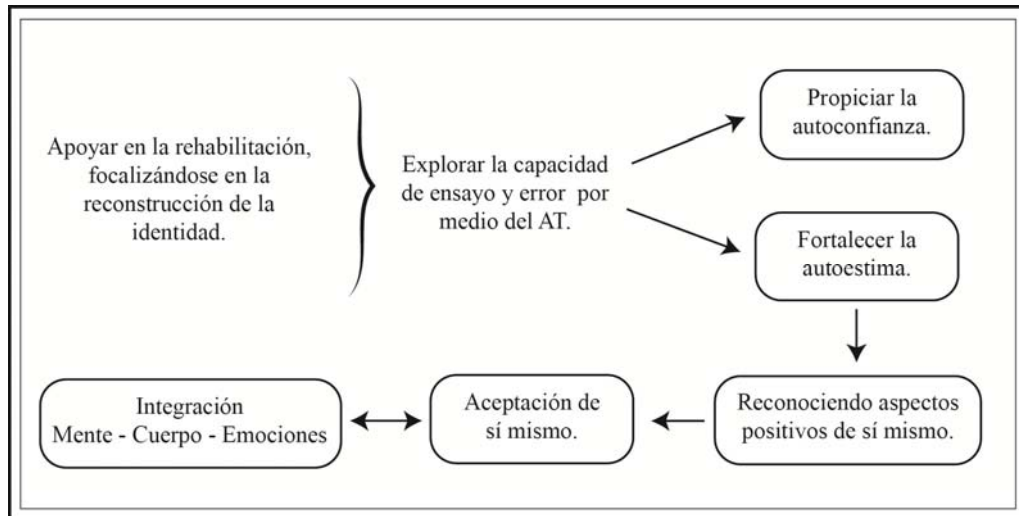 Apoyar en la rehabilitación,
focalizándose en la
reconstrucción de la
identidad.
Explorar la capacidad
de ensayo y error por
medio del AT.
Propiciar la
autoconfianza.
Fortalecer la
autoestima.
Reconociendo aspectos
positivos de sí mismo.
Aceptación de
sí mismo.
Integración
Mente - Cuerpo - Emociones